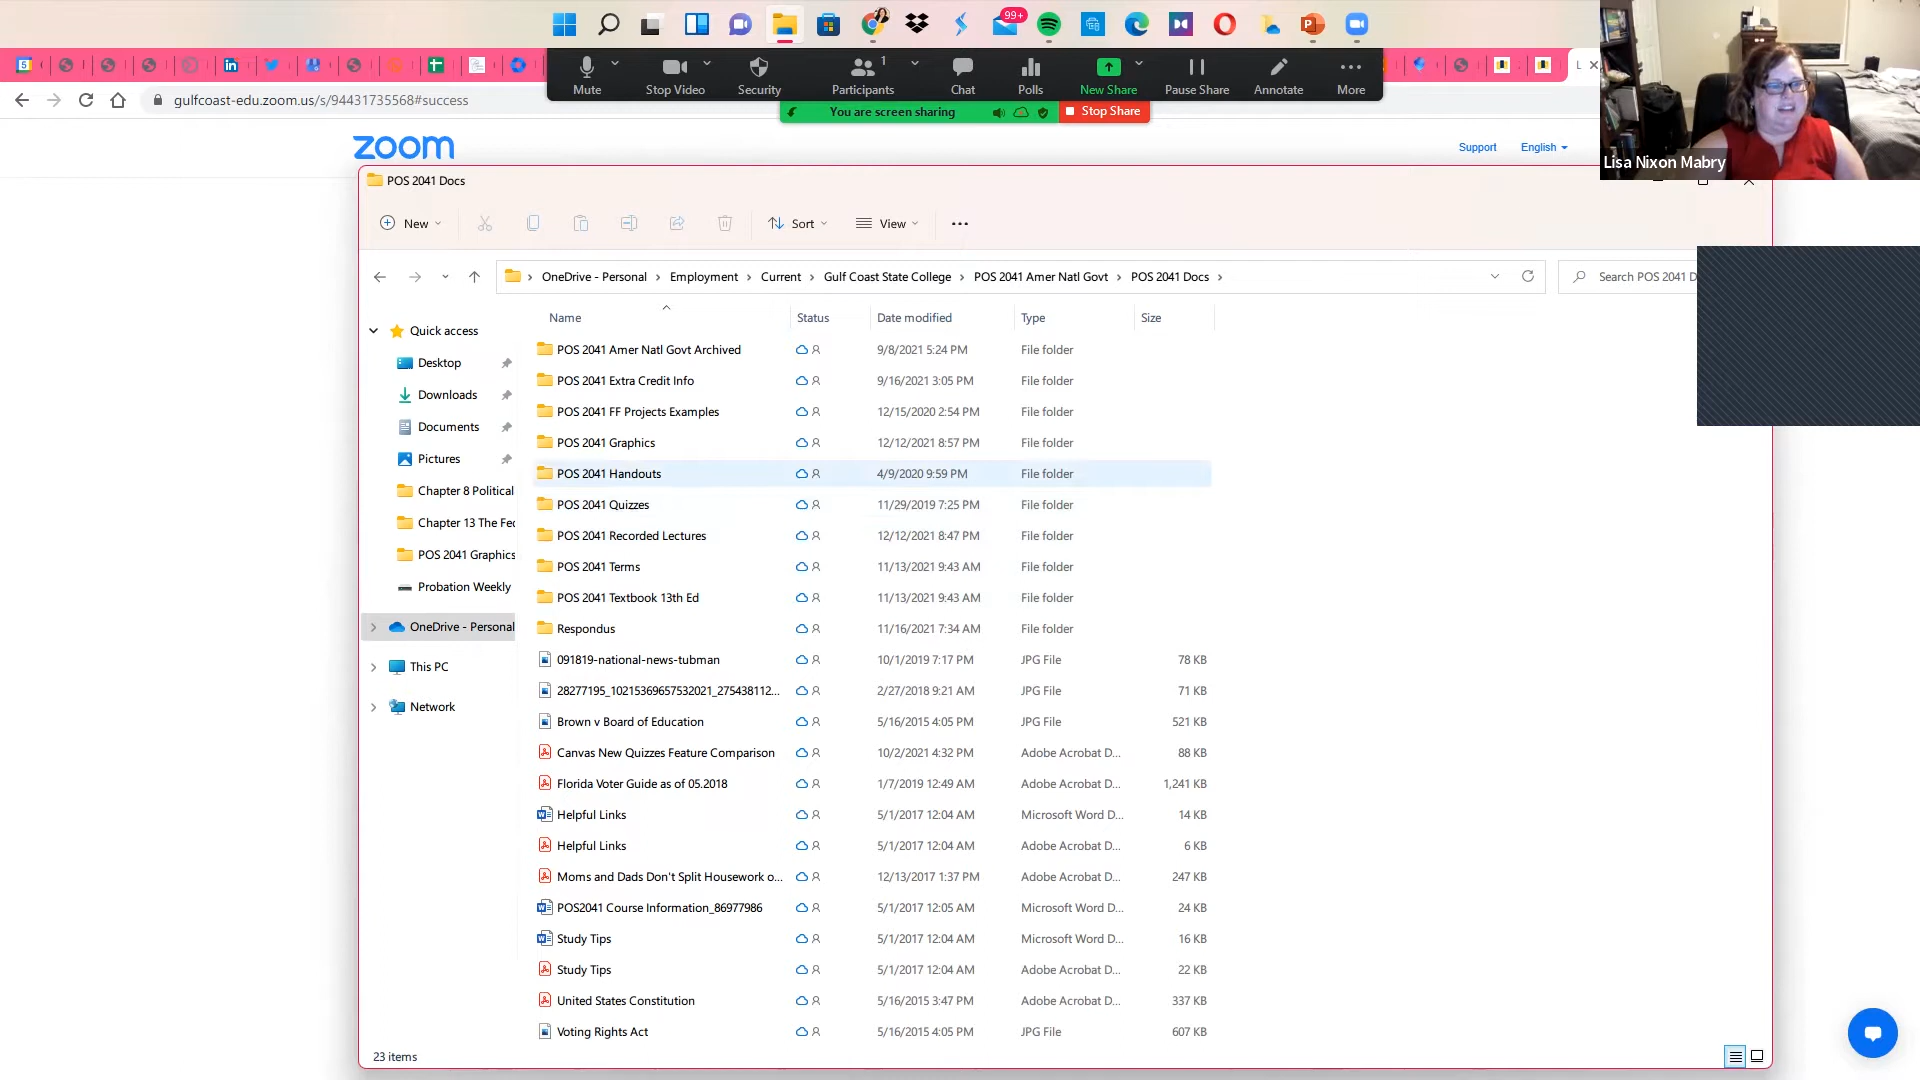 99+
Mute
Stop Video
Security
Participants
1
Chat
Polls
New Share
Pause Share
Annotate
More
You are screen sharing
Stop Share
gulfcoast-edu.zoom.us/s/94431735568#success
zoom
Support
English
Lisa Nixon Mabry
POS 2041 Docs
New
Sort
View
OneDrive - Personal > Employment > Current > Gulf Coast State College > POS 2041 Amer Natl Govt > POS 2041 Docs >
Search POS 2041 D
Name Status Date modified Type Size
Quick access
Desktop
Downloads
Documents
Pictures
Chapter 8 Political
Chapter 13 The Fed
POS 2041 Graphics
Probation Weekly
OneDrive - Personal
This PC
Network
POS 2041 Amer Natl Govt Archived 9/8/2021 5:24 PM File folder
POS 2041 Extra Credit Info 9/16/2021 3:05 PM File folder
POS 2041 FF Projects Examples 12/15/2020 2:54 PM File folder
POS 2041 Graphics 12/12/2021 8:57 PM File folder
POS 2041 Handouts 4/9/2020 9:59 PM File folder
POS 2041 Quizzes 11/29/2019 7:25 PM File folder
POS 2041 Recorded Lectures 12/12/2021 8:47 PM File folder
POS 2041 Terms 11/13/2021 9:43 AM File folder
POS 2041 Textbook 13th Ed 11/13/2021 9:43 AM File folder
Respondus 11/16/2021 7:34 AM File folder
091819-national-news-tubman 10/1/2019 7:17 PM JPG File 78 KB
28277195_10215369657532021_275438112... 2/27/2018 9:21 AM JPG File 71 KB
Brown v Board of Education 5/16/2015 4:05 PM JPG File 521 KB
Canvas New Quizzes Feature Comparison 10/2/2021 4:32 PM Adobe Acrobat D... 88 KB
Florida Voter Guide as of 05.2018 1/7/2019 12:49 AM Adobe Acrobat D... 1,241 KB
Helpful Links 5/1/2017 12:04 AM Microsoft Word D... 14 KB
Helpful Links 5/1/2017 12:04 AM Adobe Acrobat D... 6 KB
Moms and Dads Don't Split Housework o... 12/13/2017 1:37 PM Adobe Acrobat D... 247 KB
POS2041 Course Information_86977986 5/1/2017 12:05 AM Microsoft Word D... 24 KB
Study Tips 5/1/2017 12:04 AM Microsoft Word D... 16 KB
Study Tips 5/1/2017 12:04 AM Adobe Acrobat D... 22 KB
United States Constitution 5/16/2015 3:47 PM Adobe Acrobat D... 337 KB
Voting Rights Act 5/16/2015 4:05 PM JPG File 607 KB
23 items